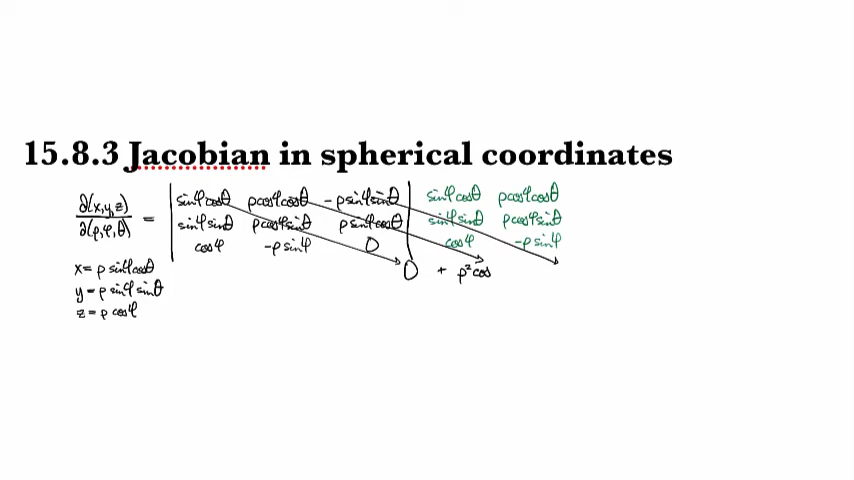 15.8.3 Jacobian in spherical coordinates
∂(x,y,z)/∂(ρ,φ,θ) = | sinφcosθ ρcosφcosθ -ρsinφsinθ | sinφcosθ ρcosφcosθ
sinφsinθ ρcosφsinθ ρsinφcosθ | sinφsinθ ρcosφsinθ
cosφ -ρsinφ 0 | cosφ -ρsinφ
0 + ρ²cos
x = ρ sinφcosθ
y = ρ sinφ sinθ
z = ρ cosφ